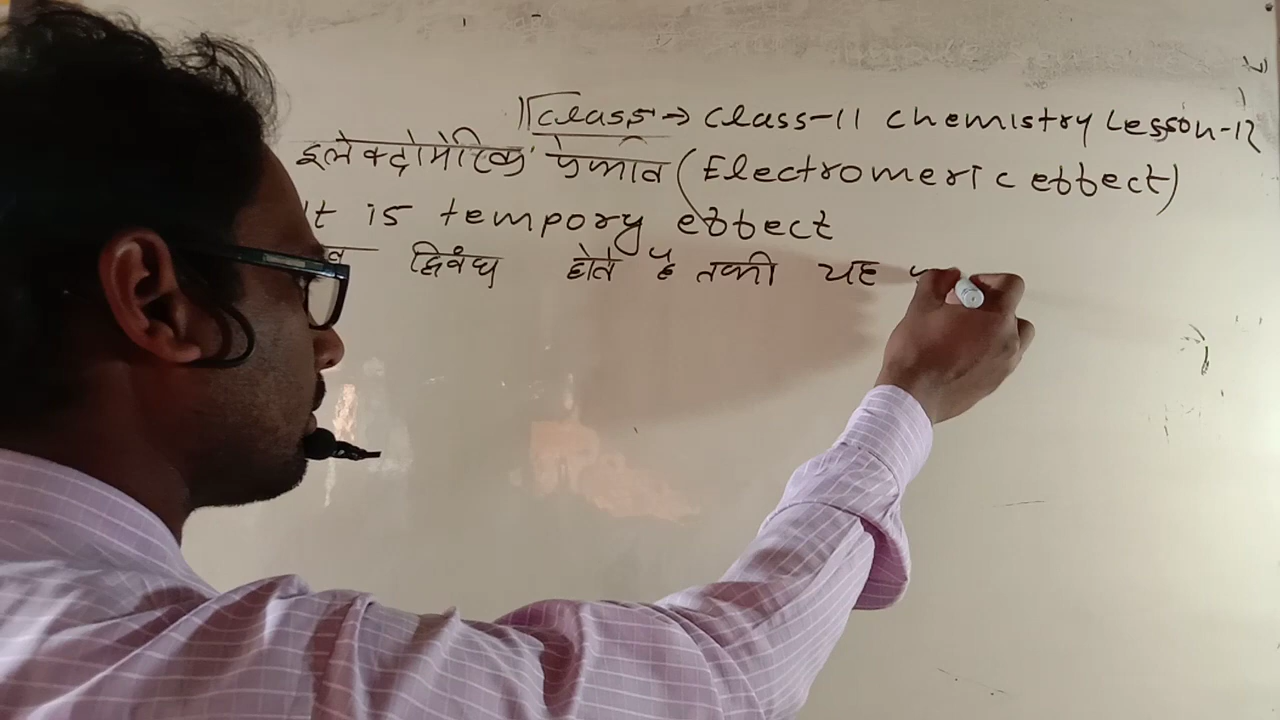 Class → Class-11 chemistry Lesson-12
इलेक्ट्रोमेरिक प्रभाव (Electromeric effect)
It is tempory effect
द्विबंध होते है तभी यह